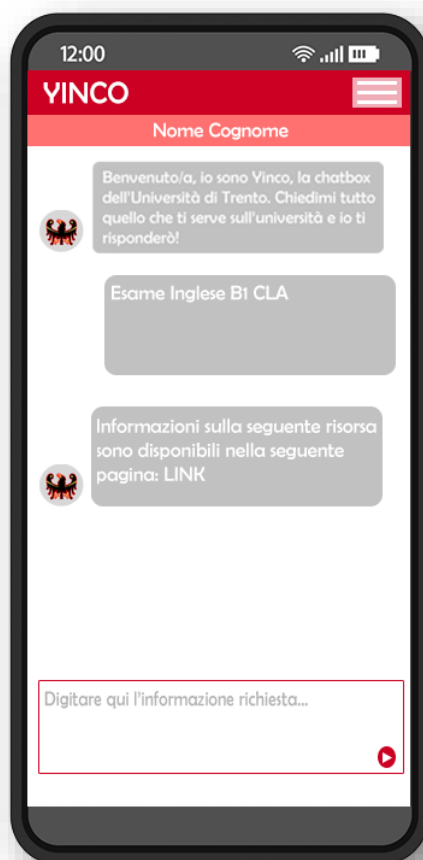 12:00
YINCO
Nome Cognome
Benvenuto/a, io sono Yinco, la chatbox
dell'Università di Trento. Chiedimi tutto
quello che ti serve sull'università e io ti
risponderò!
Esame Inglese B1 CLA
Informazioni sulla seguente risorsa
sono disponibili nella seguente
pagina: LINK
Digitare qui l'informazione richiesta...